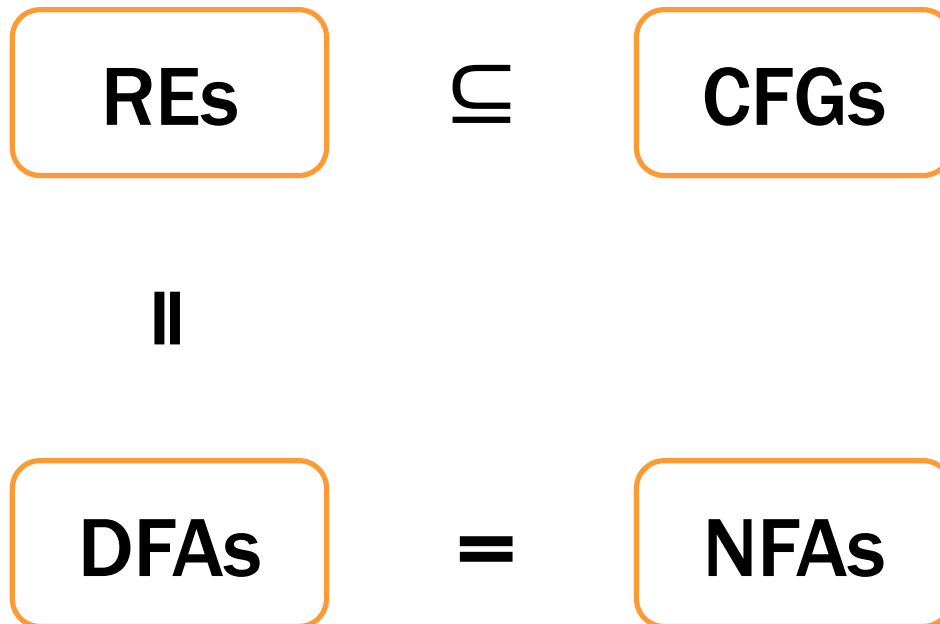 REs ⊆ CFGs
=
DFAs = NFAs